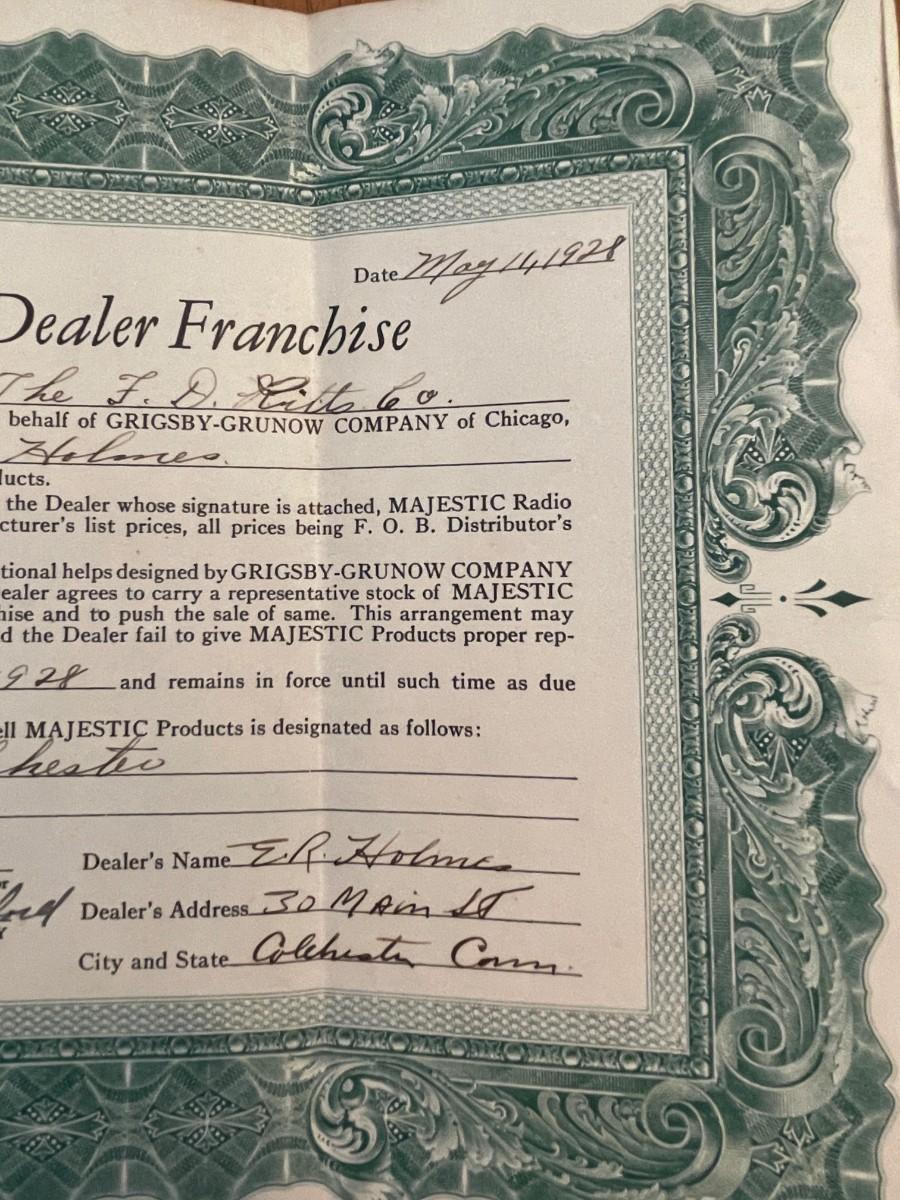 Date May 14, 1928
Dealer Franchise
The F. D. Pitts Co.
behalf of GRIGSBY-GRUNOW COMPANY of Chicago,
Holmes.
ducts.
the Dealer whose signature is attached, MAJESTIC Radio
cturer's list prices, all prices being F. O. B. Distributor's
tional helps designed by GRIGSBY-GRUNOW COMPANY
ealer agrees to carry a representative stock of MAJESTIC
hise and to push the sale of same. This arrangement may
d the Dealer fail to give MAJESTIC Products proper rep-
928 and remains in force until such time as due
ell MAJESTIC Products is designated as follows:
chester
Dealer's Name E.R. Holmes
Dealer's Address 30 Main St
City and State Colchester Conn.